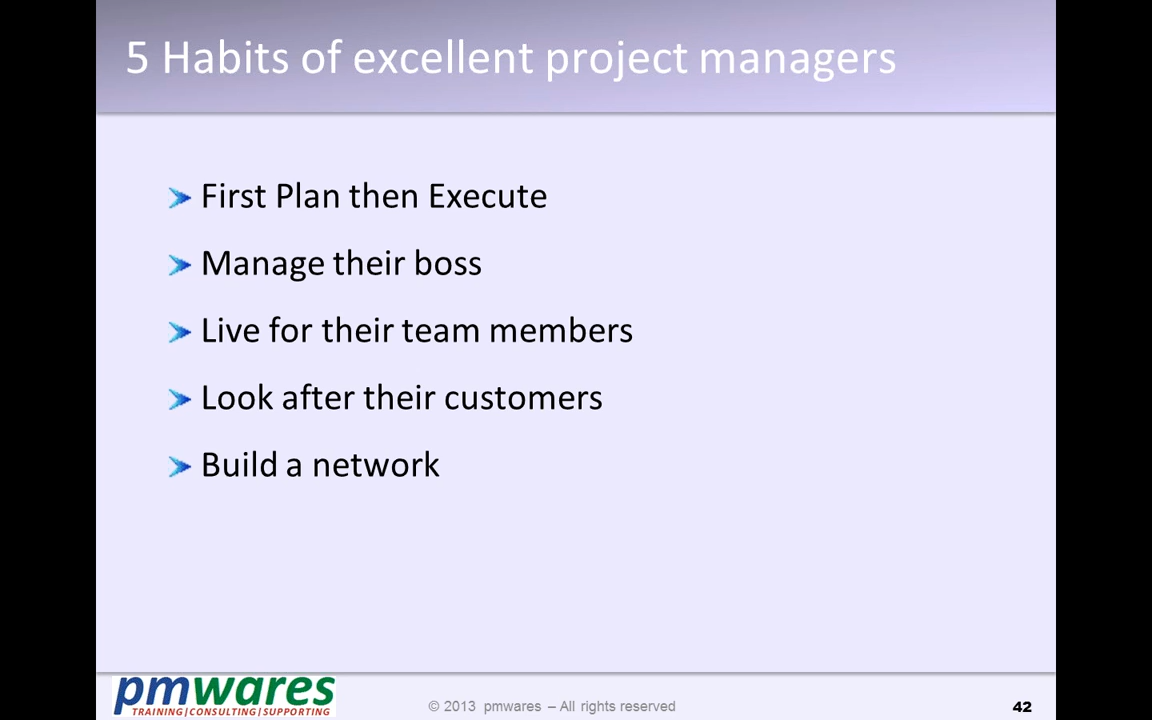 5 Habits of excellent project managers
First Plan then Execute
Manage their boss
Live for their team members
Look after their customers
Build a network
pmwares
TRAINING|CONSULTING|SUPPORTING
© 2013 pmwares – All rights reserved
42